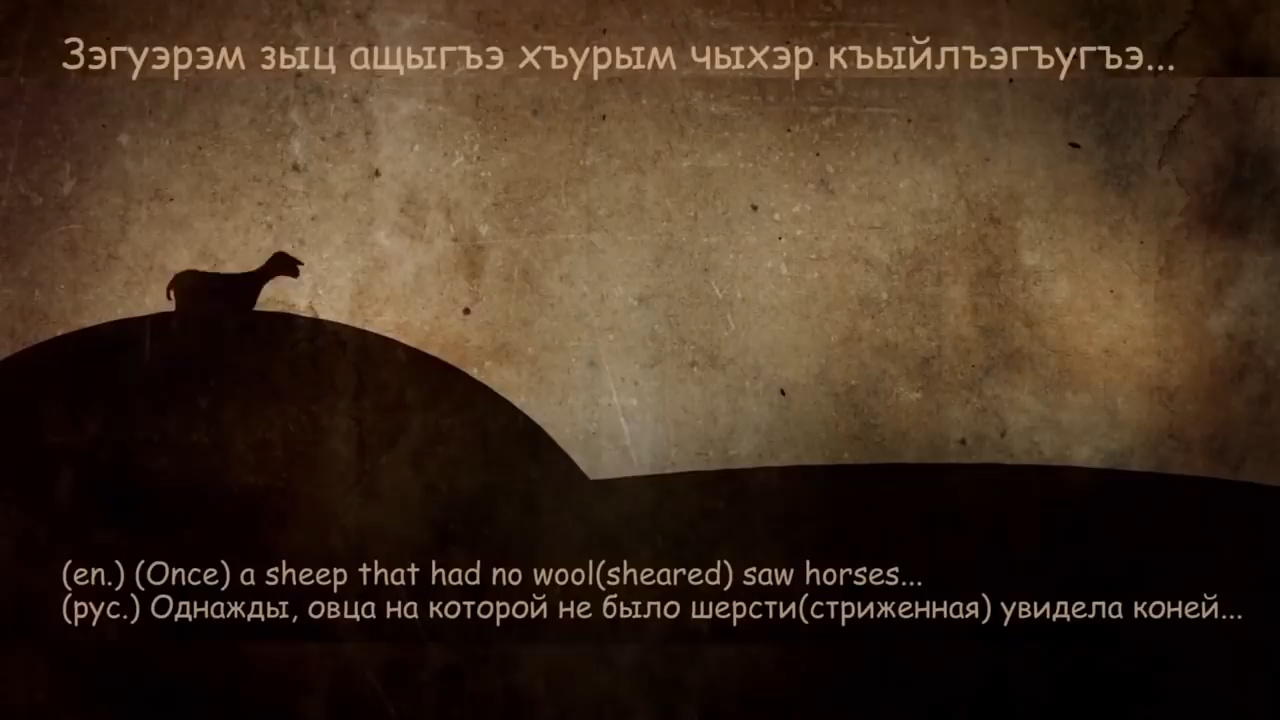 Зэгуэрэм зыц ащыгъэ хъурым чыхэр къыйлъэгъугъэ...
(en.) (Once) a sheep that had no wool(sheared) saw horses...
(рус.) Однажды, овца на которой не было шерсти(стриженная) увидела коней...